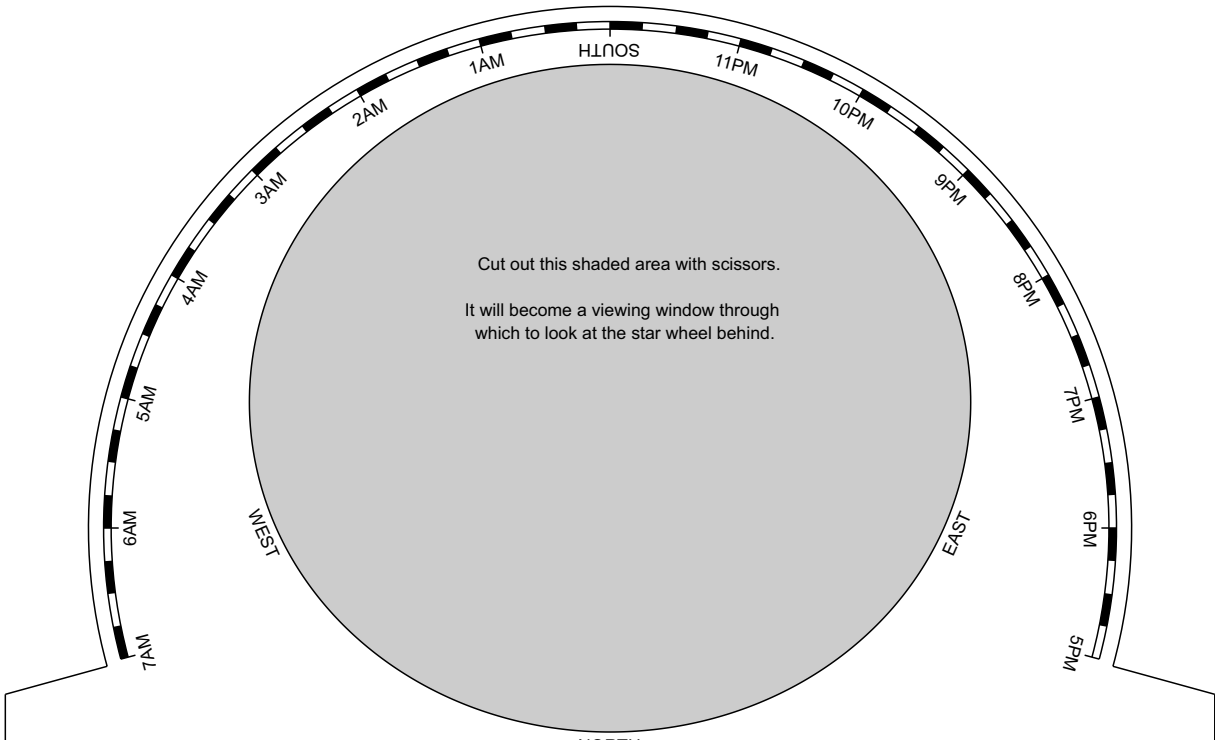 SOUTH
1AM
11PM
2AM
10PM
3AM
9PM
4AM
8PM
Cut out this shaded area with scissors.
It will become a viewing window through
which to look at the star wheel behind.
5AM
7PM
WEST
EAST
6AM
6PM
7AM
5PM